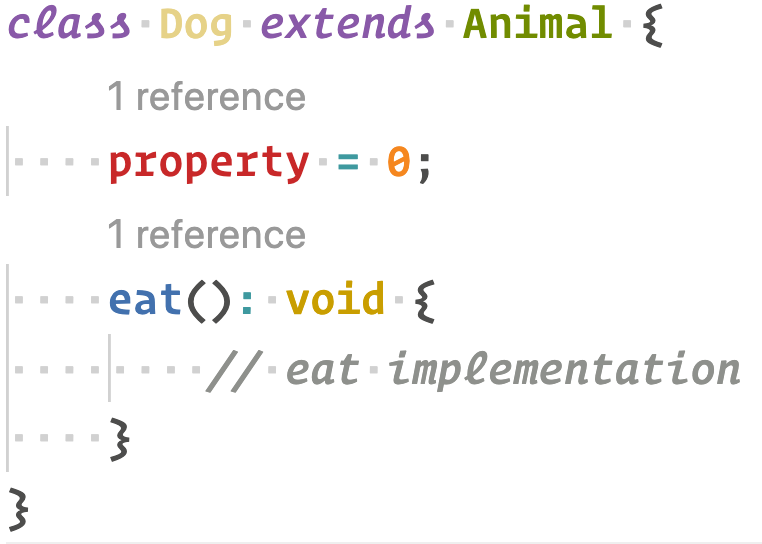 class Dog extends Animal {
1 reference
    property = 0;
1 reference
    eat(): void {
        // eat implementation
    }
}